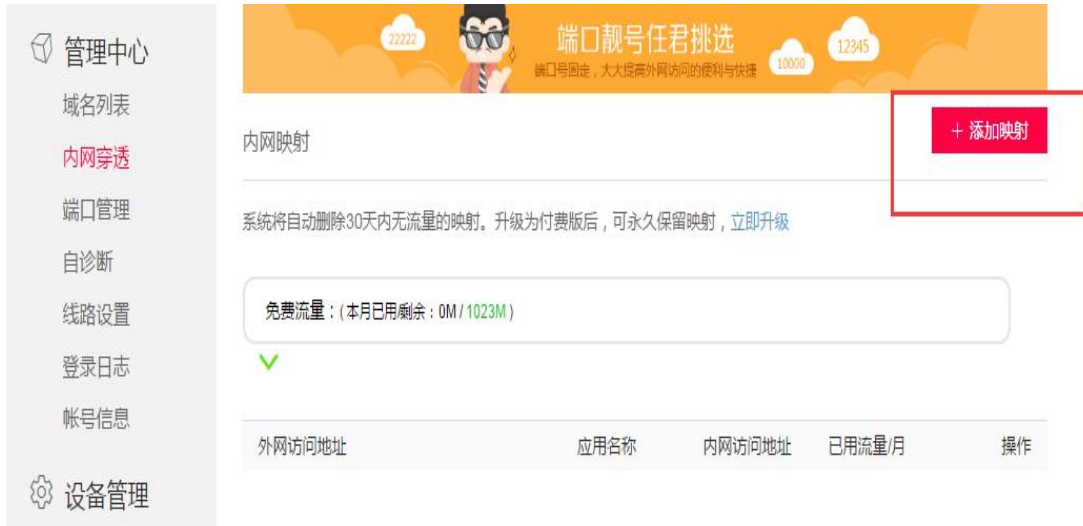 管理中心
域名列表
内网穿透
端口管理
自诊断
线路设置
登录日志
帐号信息
设备管理
22222
端口靓号任君挑选
端口号固定，大大提高外网访问的便利与快捷
10000
12345
内网映射
+ 添加映射
系统将自动删除30天内无流量的映射。升级为付费版后，可永久保留映射，立即升级
免费流量：(本月已用/剩余：0M / 1023M)
外网访问地址 应用名称 内网访问地址 已用流量/月 操作